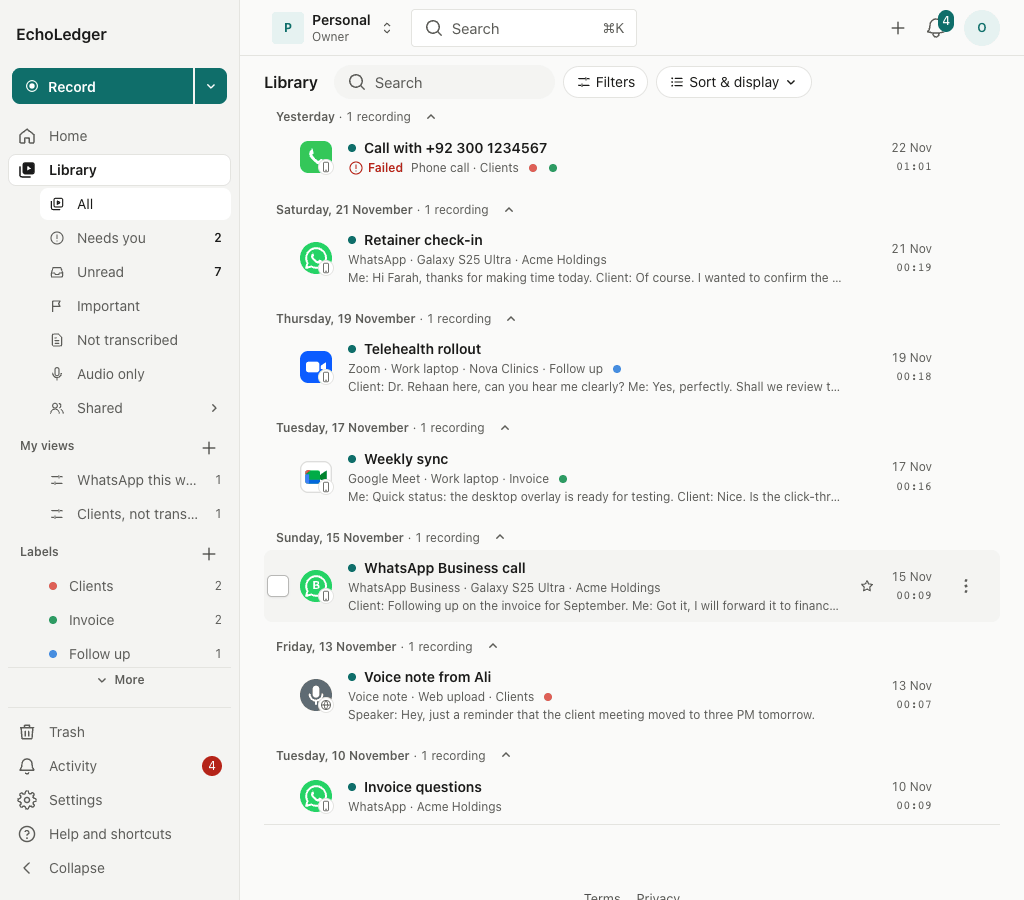 EchoLedger
Record
Home
Library
All
Needs you 2
Unread 7
Important
Not transcribed
Audio only
Shared
My views
WhatsApp this w... 1
Clients, not trans... 1
Labels
Clients 2
Invoice 2
Follow up 1
More
Trash
Activity 4
Settings
Help and shortcuts
Collapse
P Personal
Owner
Search ⌘K
4
O
Library
Search
Filters
Sort & display
Yesterday · 1 recording
Call with +92 300 1234567
22 Nov
Failed Phone call · Clients
01:01
Saturday, 21 November · 1 recording
Retainer check-in
21 Nov
WhatsApp · Galaxy S25 Ultra · Acme Holdings
00:19
Me: Hi Farah, thanks for making time today. Client: Of course. I wanted to confirm the ...
Thursday, 19 November · 1 recording
Telehealth rollout
19 Nov
Zoom · Work laptop · Nova Clinics · Follow up
00:18
Client: Dr. Rehaan here, can you hear me clearly? Me: Yes, perfectly. Shall we review t...
Tuesday, 17 November · 1 recording
Weekly sync
17 Nov
Google Meet · Work laptop · Invoice
00:16
Me: Quick status: the desktop overlay is ready for testing. Client: Nice. Is the click-thr...
Sunday, 15 November · 1 recording
WhatsApp Business call
15 Nov
B
WhatsApp Business · Galaxy S25 Ultra · Acme Holdings
00:09
Client: Following up on the invoice for September. Me: Got it, I will forward it to financ...
Friday, 13 November · 1 recording
Voice note from Ali
13 Nov
Voice note · Web upload · Clients
00:07
Speaker: Hey, just a reminder that the client meeting moved to three PM tomorrow.
Tuesday, 10 November · 1 recording
Invoice questions
10 Nov
WhatsApp · Acme Holdings
00:09
Terms Privacy